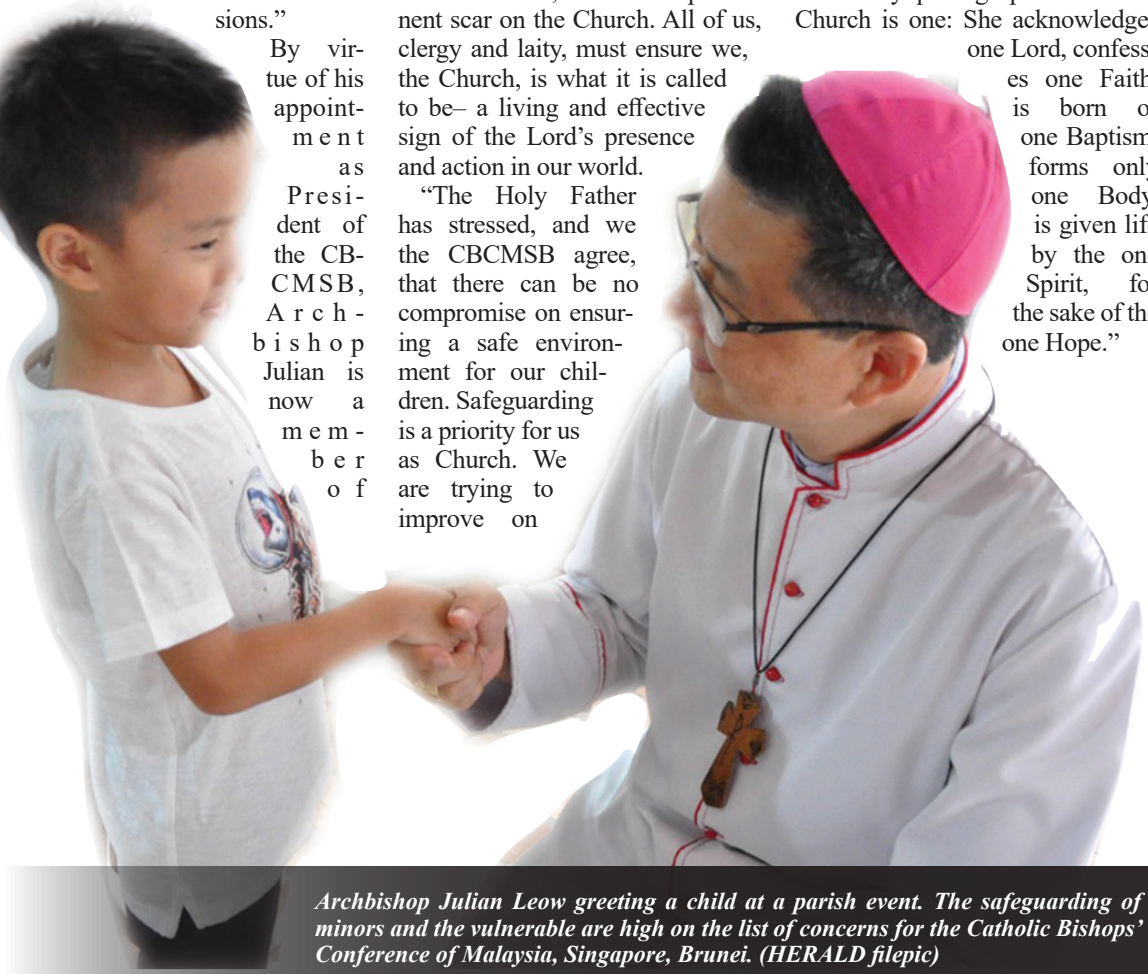 sions.”
By vir-
tue of his
appoint-
ment
as
Presi-
dent of
the CB-
CMSB,
Arch-
bishop
Julian is
now a
mem-
ber
of
nent scar on the Church. All of us,
clergy and laity, must ensure we,
the Church, is what it is called
to be– a living and effective
sign of the Lord’s presence
and action in our world.
“The Holy Father
has stressed, and we
the CBCMSB agree,
that there can be no
compromise on ensur-
ing a safe environ-
ment for our chil-
dren. Safeguarding
is a priority for us
as Church. We
are trying to
improve on
Church is one: She acknowledge
one Lord, confess
es one Faith
is born o
one Baptism
forms only
one Body
is given lif
by the on
Spirit, fo
the sake of th
one Hope.”
Archbishop Julian Leow greeting a child at a parish event. The safeguarding of
minors and the vulnerable are high on the list of concerns for the Catholic Bishops’
Conference of Malaysia, Singapore, Brunei. (HERALD filepic)